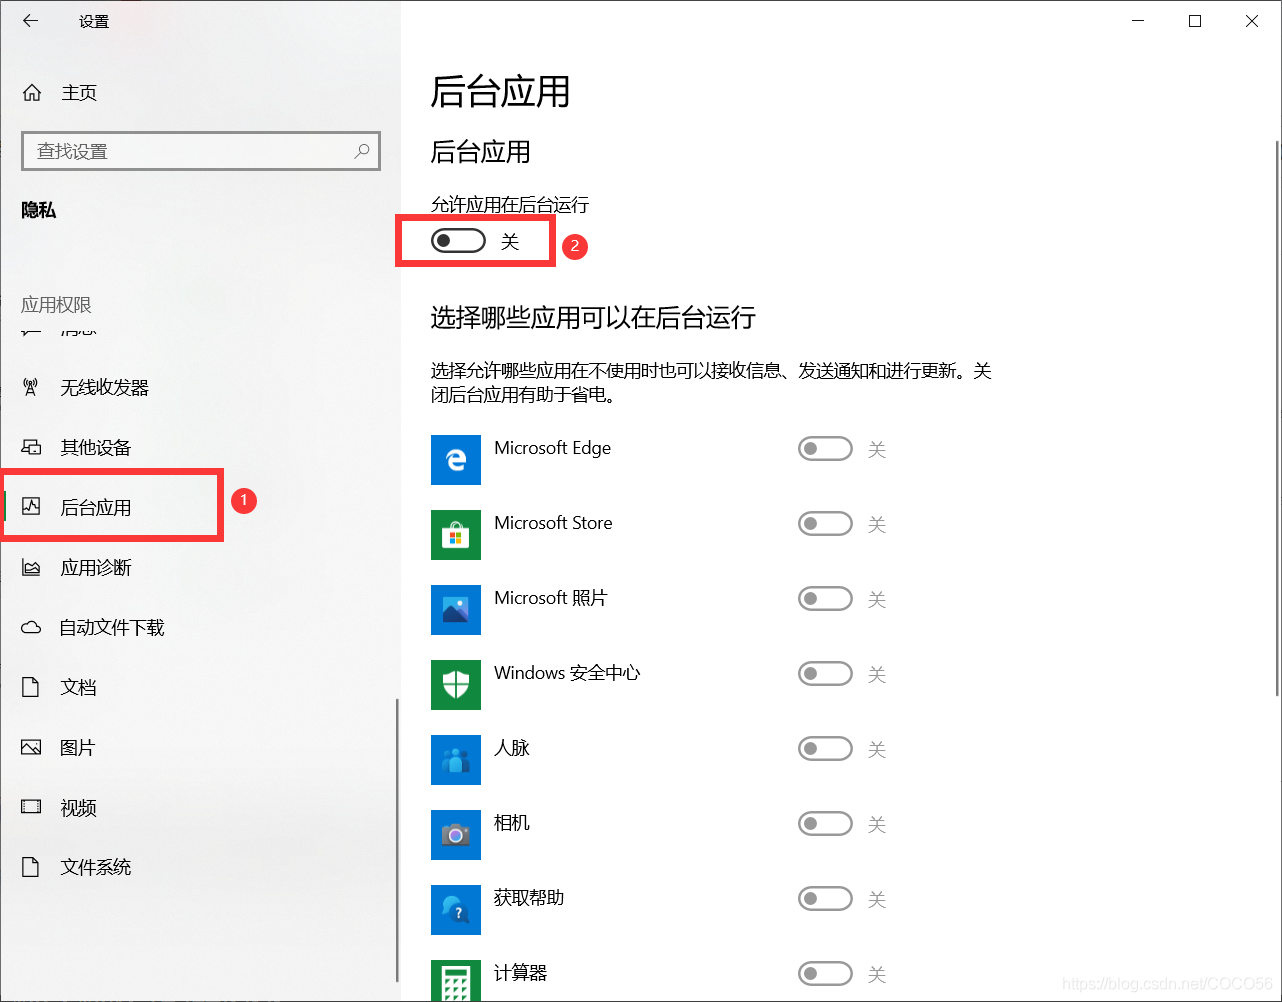 设置
主页
查找设置
隐私
应用权限
消息
无线收发器
其他设备
后台应用
1
应用诊断
自动文件下载
文档
图片
视频
文件系统
后台应用
后台应用
允许应用在后台运行
关
2
选择哪些应用可以在后台运行
选择允许哪些应用在不使用时也可以接收信息、发送通知和进行更新。关
闭后台应用有助于省电。
Microsoft Edge 关
Microsoft Store 关
Microsoft 照片 关
Windows 安全中心 关
人脉 关
相机 关
获取帮助 关
计算器 关
https://blog.csdn.net/COCO56